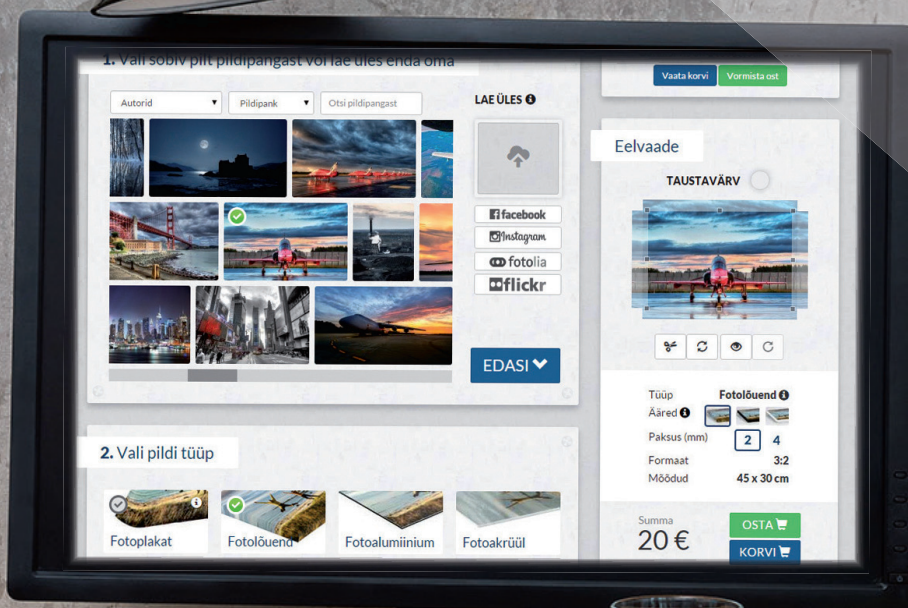 1. Vali sobiv pilt pildipangast või lae üles enda oma
Autorid
Pildipank
Otsi pildipangast
LAE ÜLES
facebook
Instagram
fotolia
flickr
EDASI
2. Vali pildi tüüp
Fotoplakat
Fotolõuend
Fotoalumiinium
Fotoakrüül
Vaata korvi
Vormista ost
Eelvaade
TAUSTAVÄRV
Tüüp Fotolõuend
Ääred
Paksus (mm) 2 4
Formaat 3:2
Mõõdud 45 x 30 cm
Summa
20 €
OSTA
KORVI